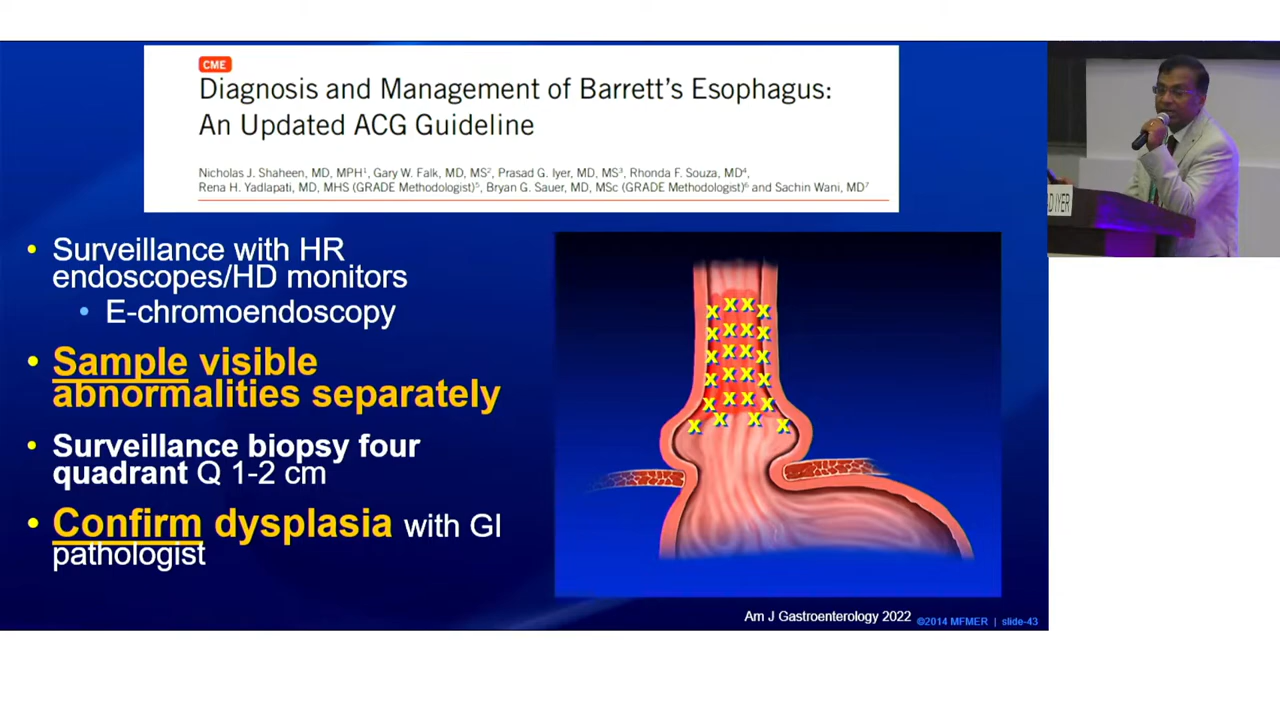 CME
Diagnosis and Management of Barrett's Esophagus:
An Updated ACG Guideline
Nicholas J. Shaheen, MD, MPH¹, Gary W. Falk, MD, MS², Prasad G. Iyer, MD, MS³, Rhonda F. Souza, MD⁴,
Rena H. Yadlapati, MD, MHS (GRADE Methodologist)⁵, Bryan G. Sauer, MD, MSc (GRADE Methodologist)⁶ and Sachin Wani, MD⁷
• Surveillance with HR
endoscopes/HD monitors
• E-chromoendoscopy
• Sample visible
abnormalities separately
• Surveillance biopsy four
quadrant Q 1-2 cm
• Confirm dysplasia with GI
pathologist
X X X X
X X X X
X X X X
X X X X
X X X X
X X X X
Am J Gastroenterology 2022
©2014 MFMER | slide-43
D IYER